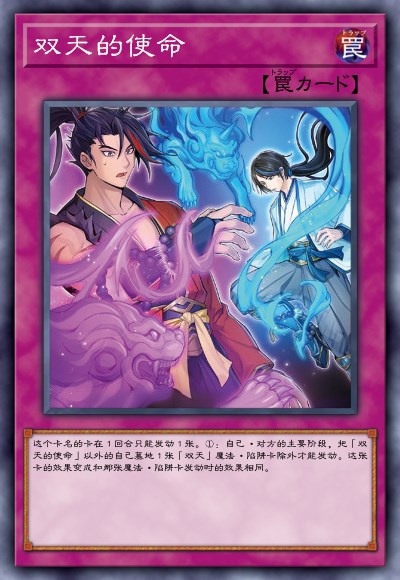 双天的使命
トラップ
罠
トラップ
【罠カード】
这个卡名的卡在1回合只能发动1张。①：自己·对方的主要阶段，把「双
天的使命」以外的自己墓地1张「双天」魔法·陷阱卡除外才能发动。这张
卡的效果变成和那张魔法·陷阱卡发动时的效果相同。